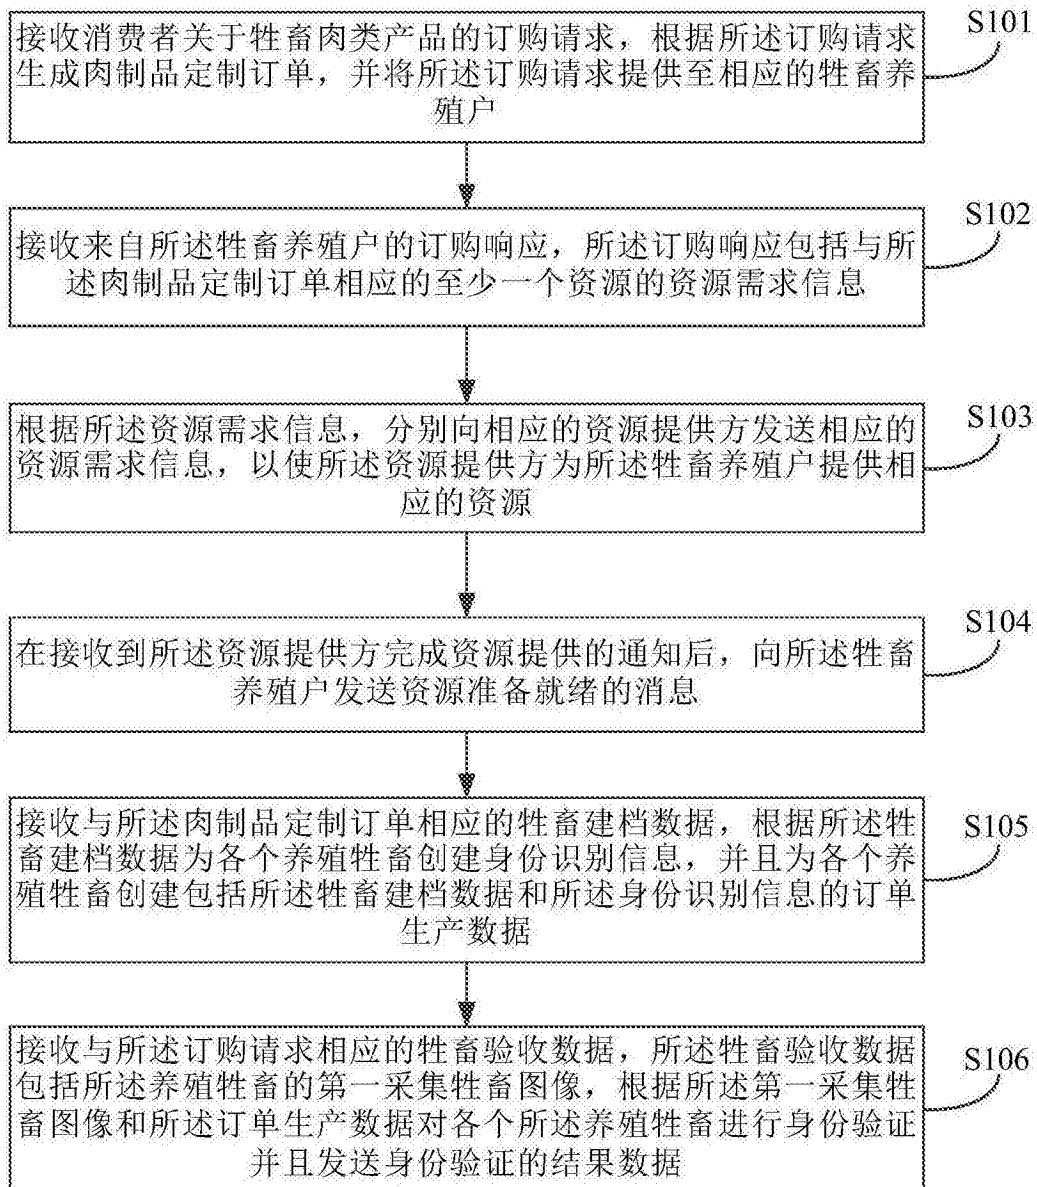 S101
接收消费者关于牲畜肉类产品的订购请求，根据所述订购请求
生成肉制品定制订单，并将所述订购请求提供至相应的牲畜养
殖户
S102
接收来自所述牲畜养殖户的订购响应，所述订购响应包括与所
述肉制品定制订单相应的至少一个资源的资源需求信息
S103
根据所述资源需求信息，分别向相应的资源提供方发送相应的
资源需求信息，以使所述资源提供方为所述牲畜养殖户提供相
应的资源
S104
在接收到所述资源提供方完成资源提供的通知后，向所述牲畜
养殖户发送资源准备就绪的消息
S105
接收与所述肉制品定制订单相应的牲畜建档数据，根据所述牲
畜建档数据为各个养殖牲畜创建身份识别信息，并且为各个养
殖牲畜创建包括所述牲畜建档数据和所述身份识别信息的订单
生产数据
S106
接收与所述订购请求相应的牲畜验收数据，所述牲畜验收数据
包括所述养殖牲畜的第一采集牲畜图像，根据所述第一采集牲
畜图像和所述订单生产数据对各个所述养殖牲畜进行身份验证
并且发送身份验证的结果数据